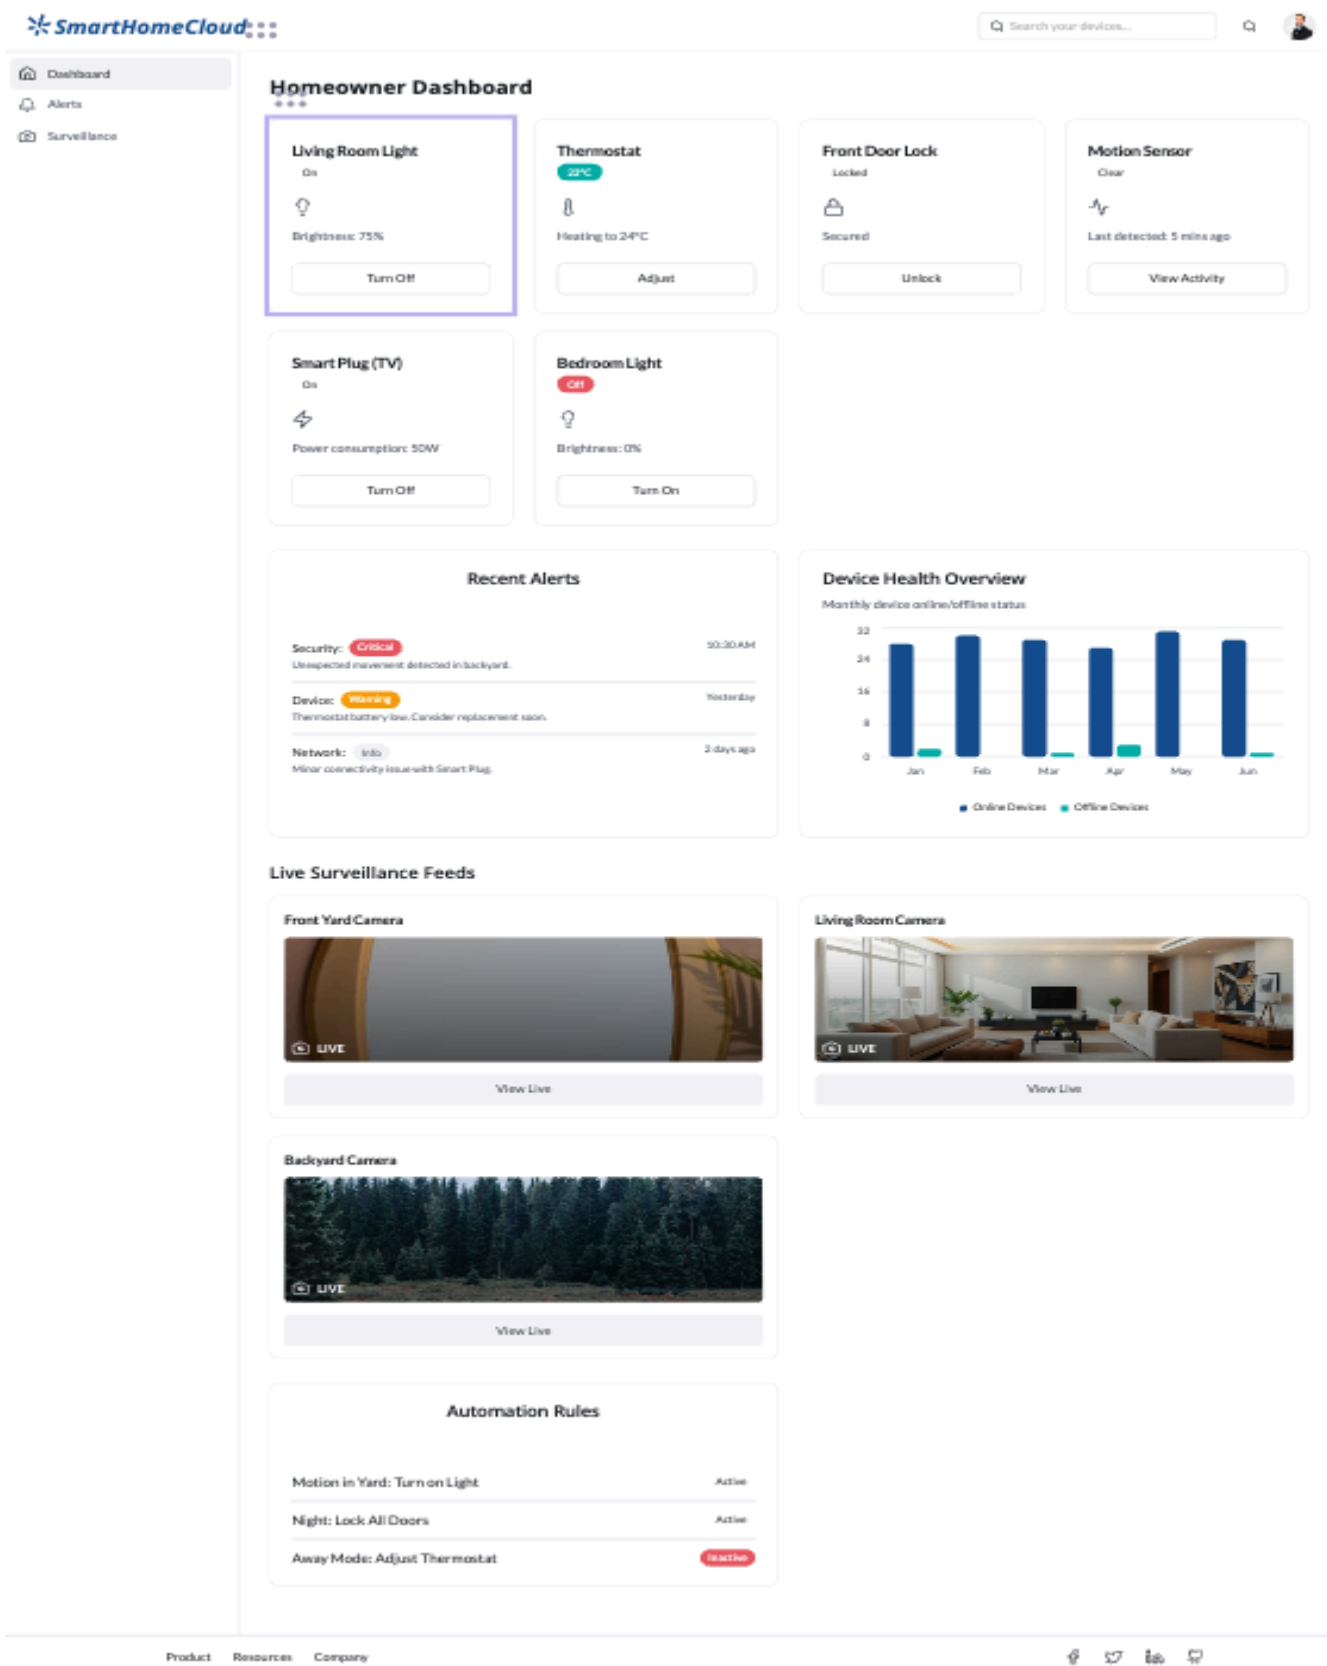 SmartHomeCloud
Search your devices...
Dashboard
Alerts
Surveillance
Homeowner Dashboard
Living Room Light
On
Brightness: 75%
Turn Off
Thermostat
22°C
Heating to 24°C
Adjust
Front Door Lock
Locked
Secured
Unlock
Motion Sensor
Clear
Last detected: 5 mins ago
View Activity
Smart Plug (TV)
On
Power consumption: 50W
Turn Off
Bedroom Light
Off
Brightness: 0%
Turn On
Recent Alerts
Security: Critical 10:30 AM
Unexpected movement detected in backyard.
Device: Warning Yesterday
Thermostat battery low. Consider replacement soon.
Network: Info 2 days ago
Minor connectivity issue with Smart Plug.
Device Health Overview
Monthly device online/offline status
32
24
16
8
0
Jan Feb Mar Apr May Jun
Online Devices Offline Devices
Live Surveillance Feeds
Front Yard Camera
LIVE
View Live
Living Room Camera
LIVE
View Live
Backyard Camera
LIVE
View Live
Automation Rules
Motion in Yard: Turn on Light Active
Night: Lock All Doors Active
Away Mode: Adjust Thermostat Inactive
Product Resources Company